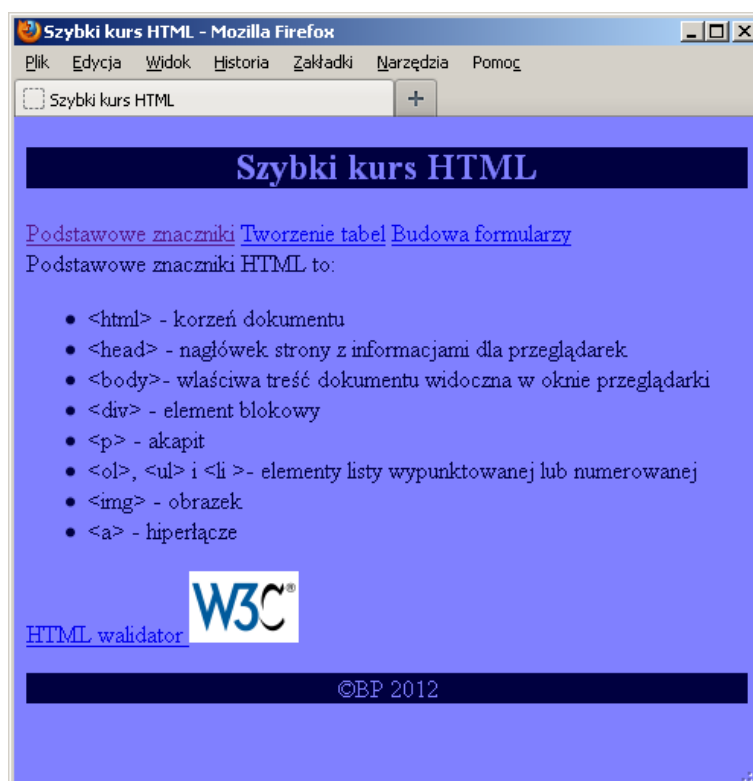 Szybki kurs HTML - Mozilla Firefox
Plik Edycja Widok Historia Zakładki Narzędzia Pomoc
Szybki kurs HTML +
Szybki kurs HTML
Podstawowe znaczniki Tworzenie tabel Budowa formularzy
Podstawowe znaczniki HTML to:
• <html> - korzeń dokumentu
• <head> - nagłówek strony z informacjami dla przeglądarek
• <body>- wlaściwa treść dokumentu widoczna w oknie przeglądarki
• <div> - element blokowy
• <p> - akapit
• <ol>, <ul> i <li >- elementy listy wypunktowanej lub numerowanej
• <img> - obrazek
• <a> - hiperłącze
HTML walidator W3C®
©BP 2012